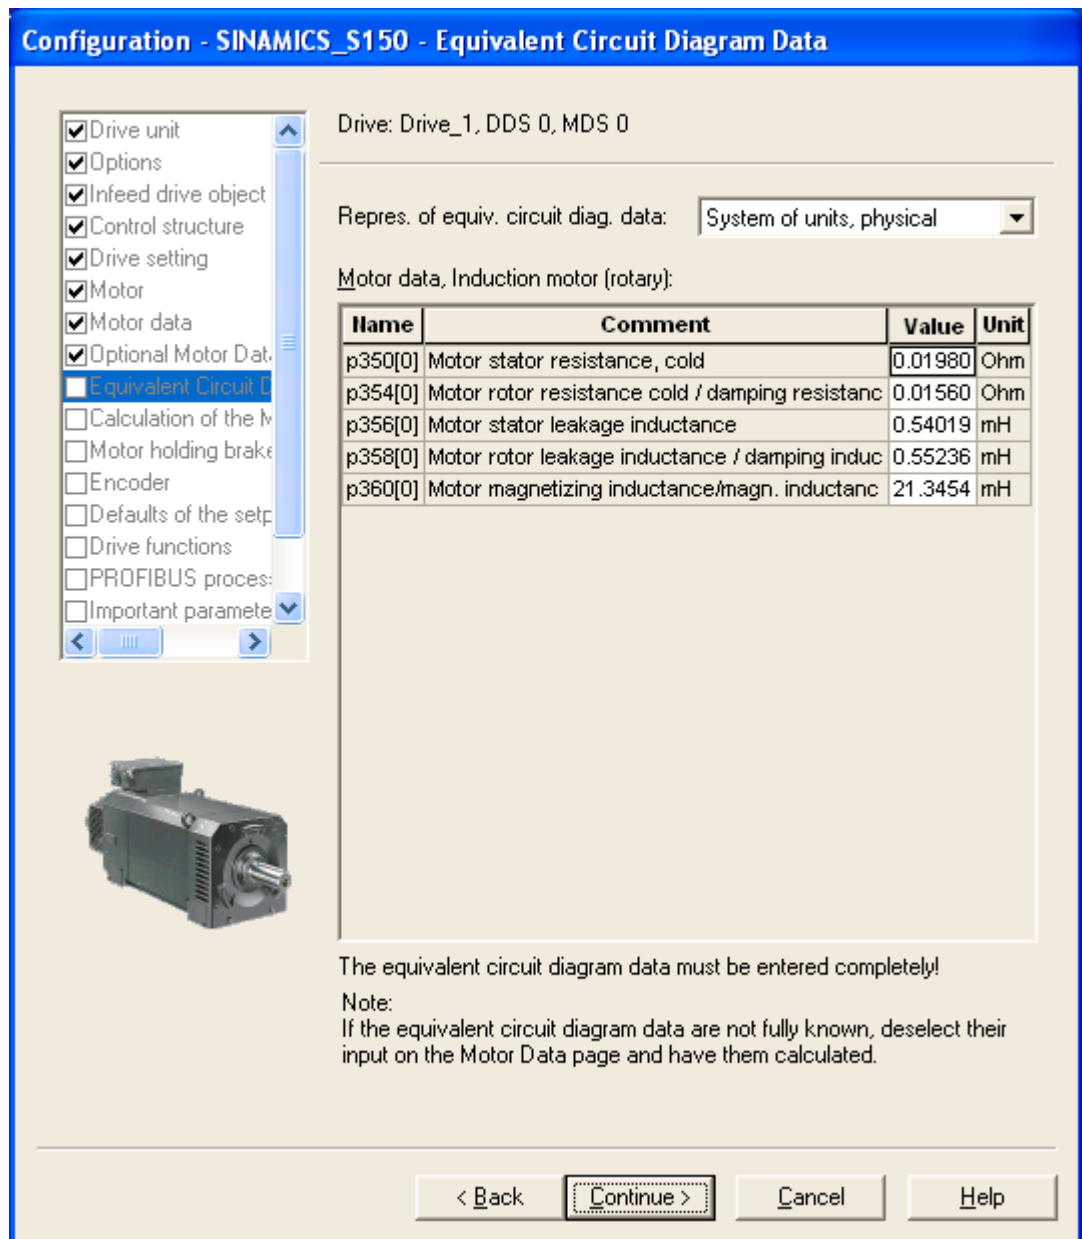 Configuration - SINAMICS_S150 - Equivalent Circuit Diagram Data
Drive unit
Options
Infeed drive object
Control structure
Drive setting
Motor
Motor data
Optional Motor Dat
Equivalent Circuit D
Calculation of the M
Motor holding brake
Encoder
Defaults of the setp
Drive functions
PROFIBUS proces
Important paramete
Drive: Drive_1, DDS 0, MDS 0
Repres. of equiv. circuit diag. data: System of units, physical
Motor data, Induction motor (rotary):
Name Comment Value Unit
p350[0] Motor stator resistance, cold 0.01980 Ohm
p354[0] Motor rotor resistance cold / damping resistanc 0.01560 Ohm
p356[0] Motor stator leakage inductance 0.54019 mH
p358[0] Motor rotor leakage inductance / damping induc 0.55236 mH
p360[0] Motor magnetizing inductance/magn. inductanc 21.3454 mH
The equivalent circuit diagram data must be entered completely!
Note:
If the equivalent circuit diagram data are not fully known, deselect their
input on the Motor Data page and have them calculated.
< Back Continue > Cancel Help